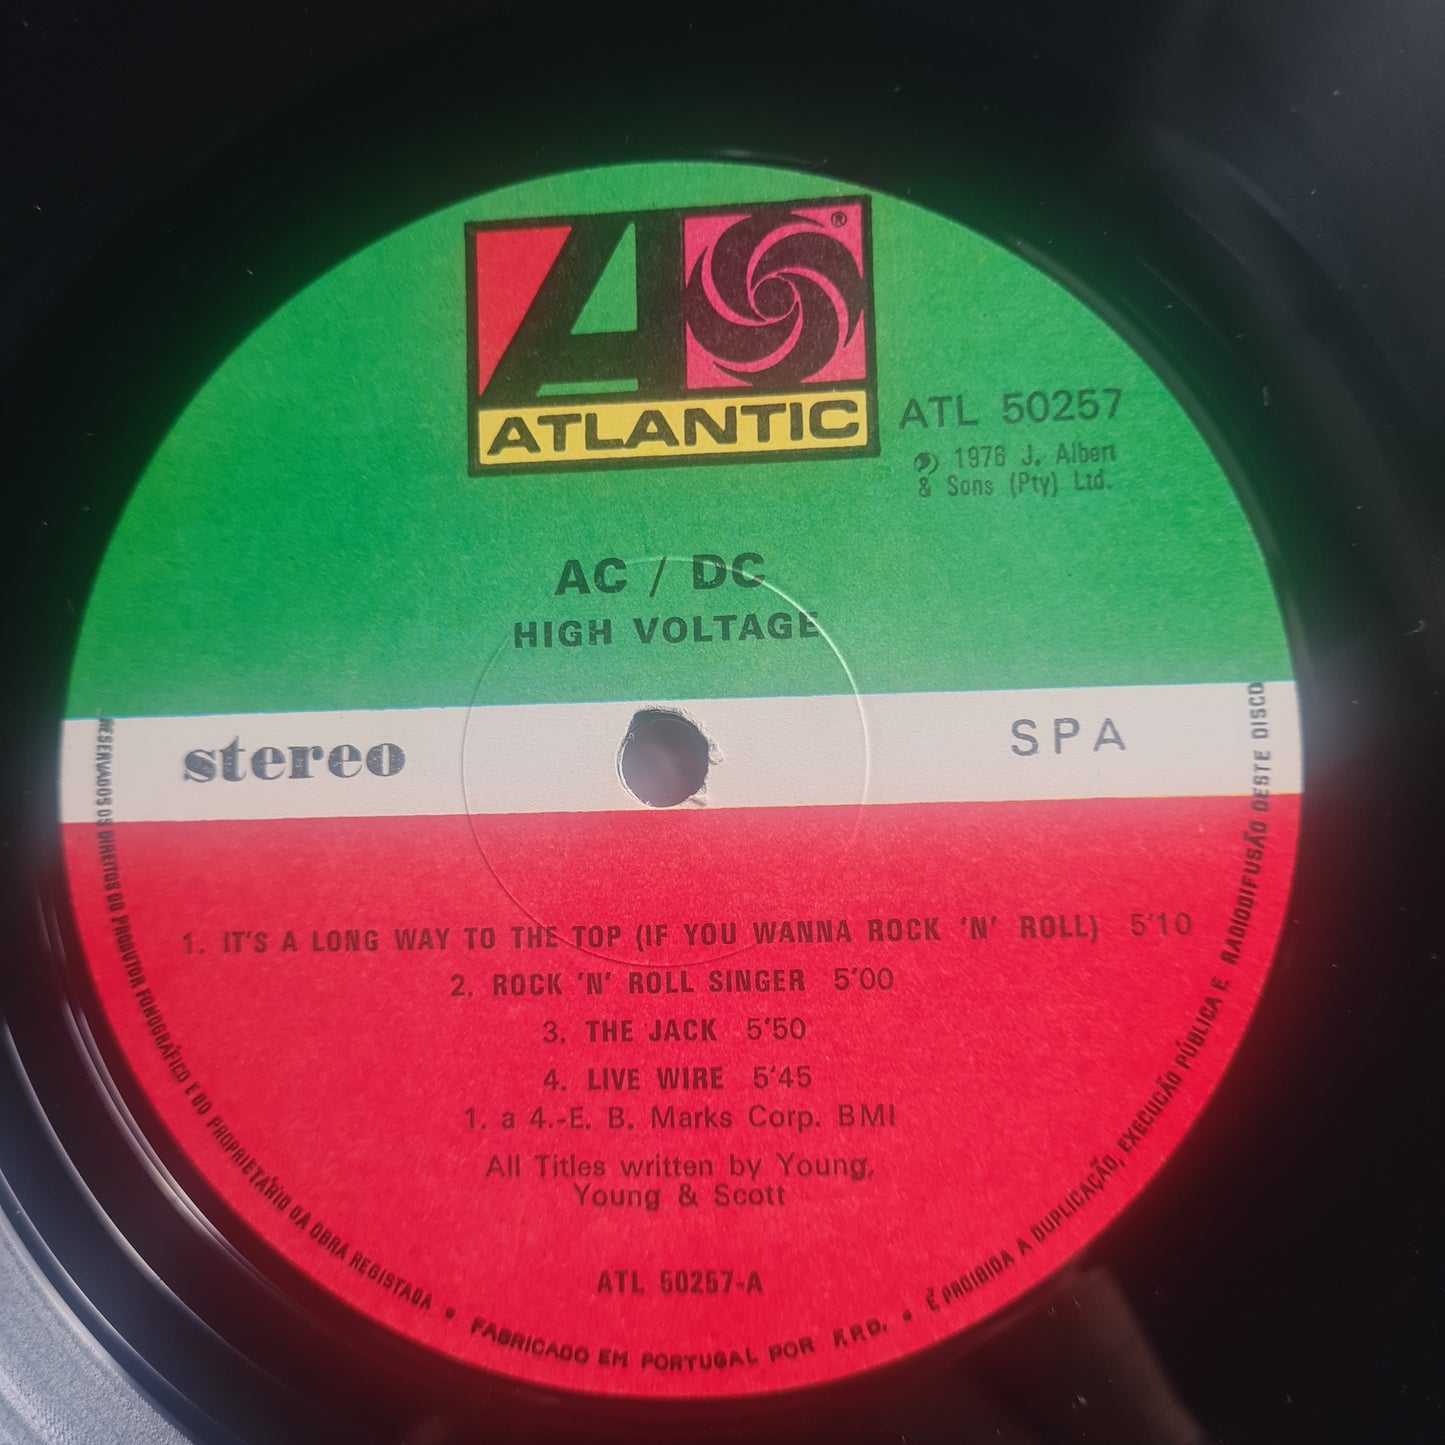 ®
ATLANTIC
ATL 50257
Ⓟ 1976 J. Albert
& Sons (Pty) Ltd.
AC / DC
HIGH VOLTAGE
stereo
SPA
1. IT'S A LONG WAY TO THE TOP (IF YOU WANNA ROCK 'N' ROLL) 5'10
2. ROCK 'N' ROLL SINGER 5'00
3. THE JACK 5'50
4. LIVE WIRE 5'45
1. a 4.-E. B. Marks Corp. BMI
All Titles written by Young,
Young & Scott
ATL 50257-A
RESERVADOS OS DIREITOS DO PRODUTOR FONOGRÁFICO E DO PROPRIETÁRIO DA OBRA REGISTADA • FABRICADO EM PORTUGAL POR F.P.D. • É PROIBIDA A DUPLICAÇÃO, EXECUÇÃO PÚBLICA E RADIODIFUSÃO DESTE DISCO